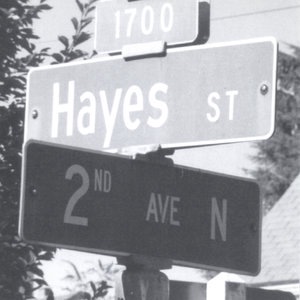 1700
Hayes ST
2ND AVE N